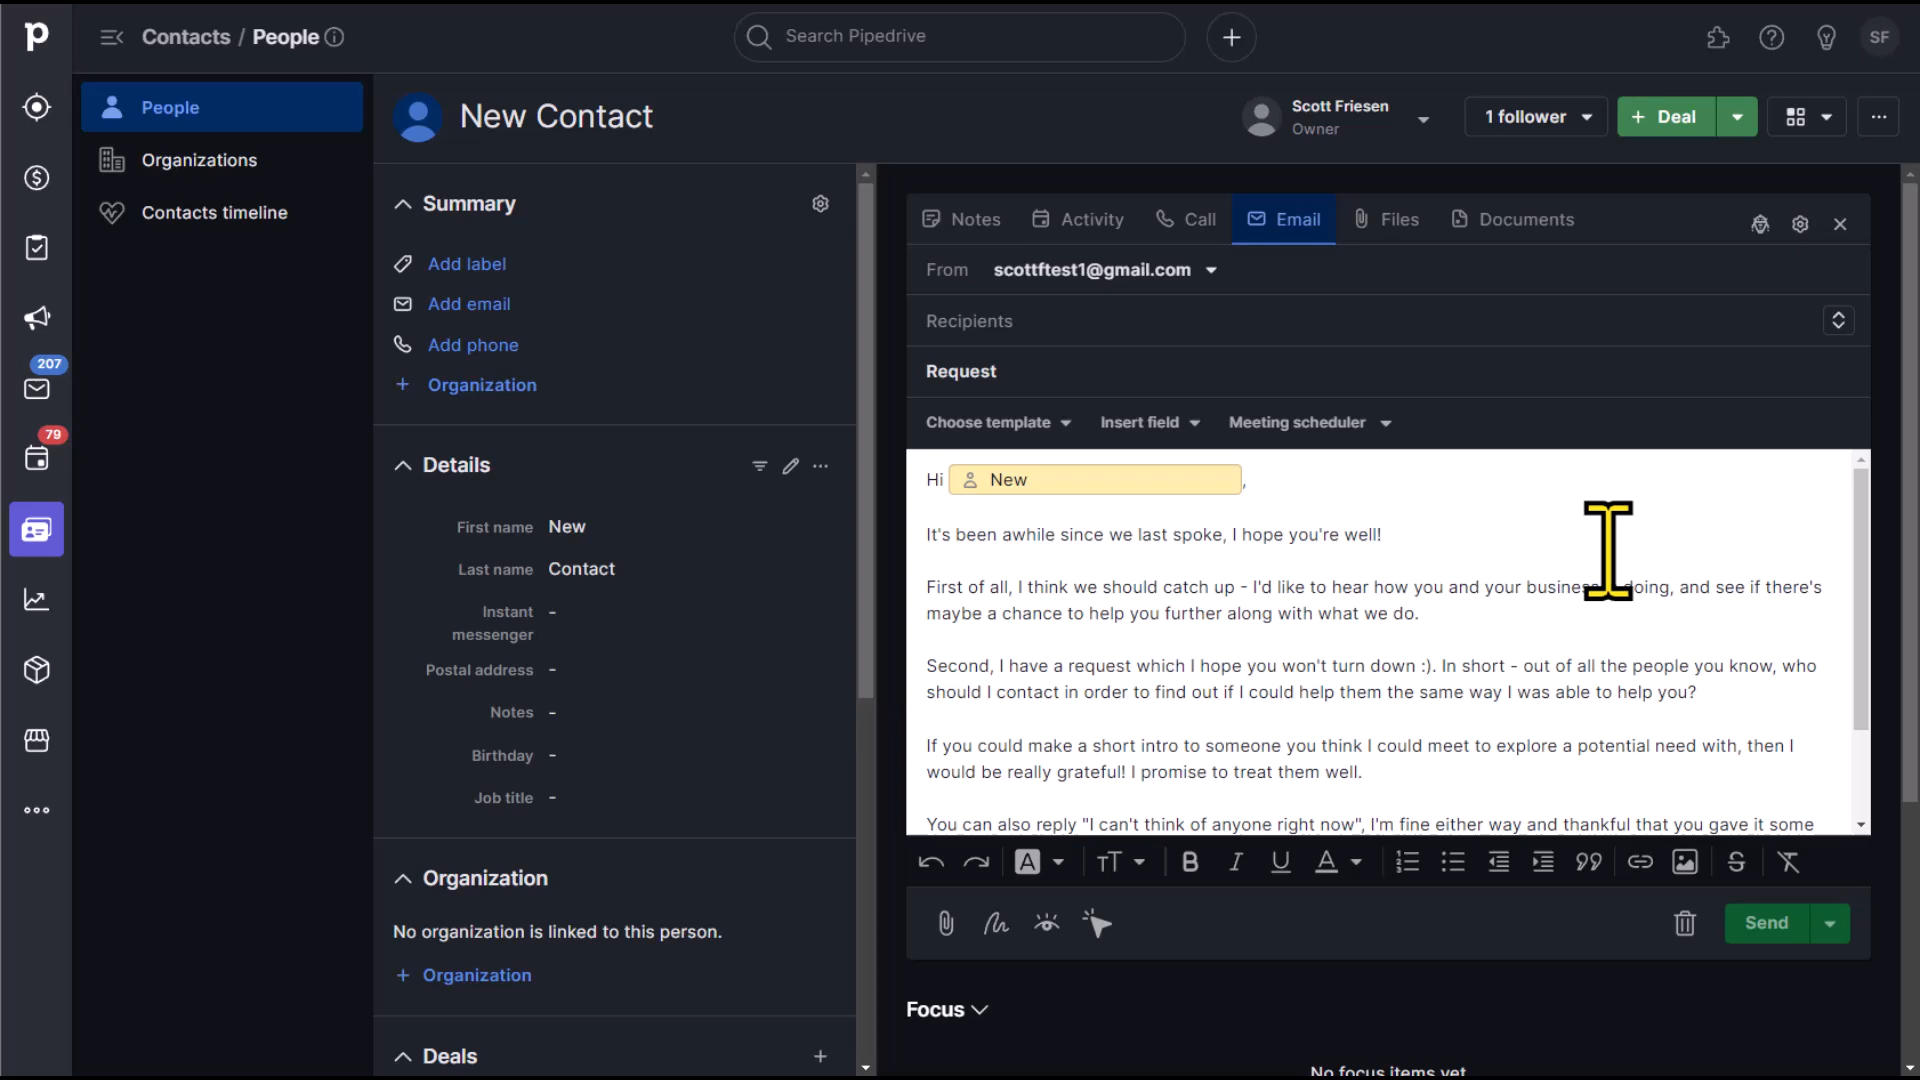 Contacts / People
Search Pipedrive
SF
207
79
People
Organizations
Contacts timeline
New Contact
Scott Friesen
Owner
1 follower
+ Deal
Summary
Add label
Add email
Add phone
+ Organization
Details
First name New
Last name Contact
Instant
messenger -
Postal address -
Notes -
Birthday -
Job title -
Organization
No organization is linked to this person.
+ Organization
Deals
Notes Activity Call Email Files Documents
From scottftest1@gmail.com
Recipients
Request
Choose template Insert field Meeting scheduler
Hi New,
It's been awhile since we last spoke, I hope you're well!
First of all, I think we should catch up - I'd like to hear how you and your doing, and see if there's
maybe a chance to help you further along with what we do.
Second, I have a request which I hope you won't turn down :). In short - out of all the people you know, who
should I contact in order to find out if I could help them the same way I was able to help you?
If you could make a short intro to someone you think I could meet to explore a potential need with, then I
would be really grateful! I promise to treat them well.
You can also reply "I can't think of anyone right now", I'm fine either way and thankful that you gave it some
Send
Focus
No focus items yet